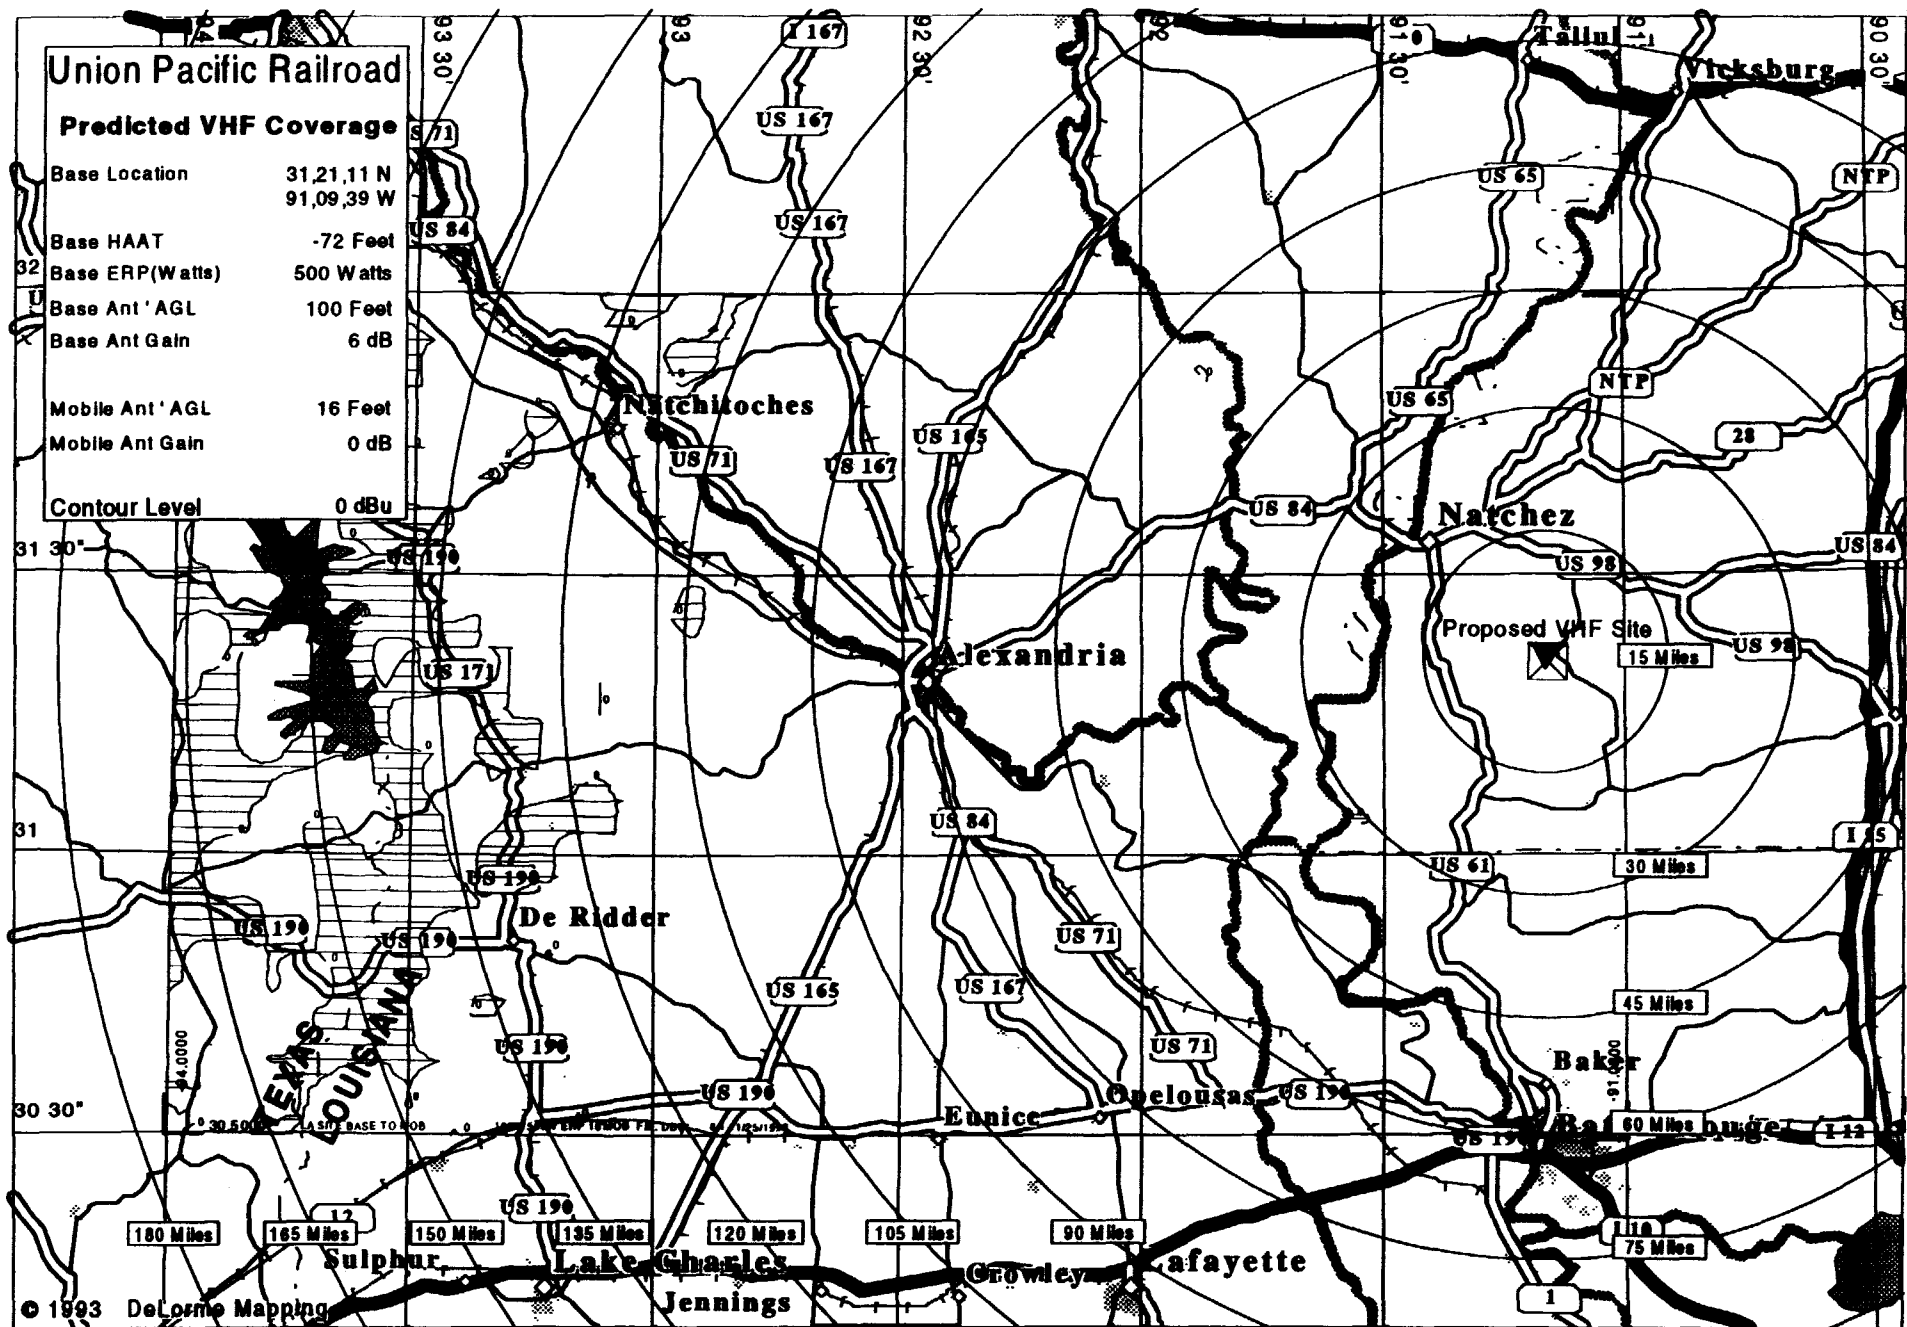 Union Pacific Railroad
Predicted VHF Coverage
Base Location 31,21,11 N
91,09,39 W
Base HAAT -72 Feet
Base ERP(Watts) 500 Watts
Base Ant ' AGL 100 Feet
Base Ant Gain 6 dB
Mobile Ant ' AGL 16 Feet
Mobile Ant Gain 0 dB
Contour Level 0 dBu
93 30'
93
92 30'
92
91 30'
91
90 30'
I 167
Vicksburg
US 167
US 65
NTP
US 167
US 84
32
NTP
US 65
Natchitoches
US 165
28
US 71
US 167
US 84
Natchez
US 84
31 30"
US 190
US 98
Proposed VHF Site
US 98
Alexandria
15 Miles
US 171
US 84
31
US 61
30 Miles
US 190
De Ridder
US 190
US 190
US 71
US 165
US 167
45 Miles
TEXAS
LOUISIANA
-94.0000
US 190
US 71
Baker
US 190
Opelousas
US 190
30 30"
Eunice
60 Miles
I 12
US 190
US 190
12
180 Miles
165 Miles
150 Miles
135 Miles
120 Miles
105 Miles
90 Miles
I 10
75 Miles
Sulphur
Lake Charles
Crowley
Lafayette
Jennings
1
© 1993 DeLorme Mapping